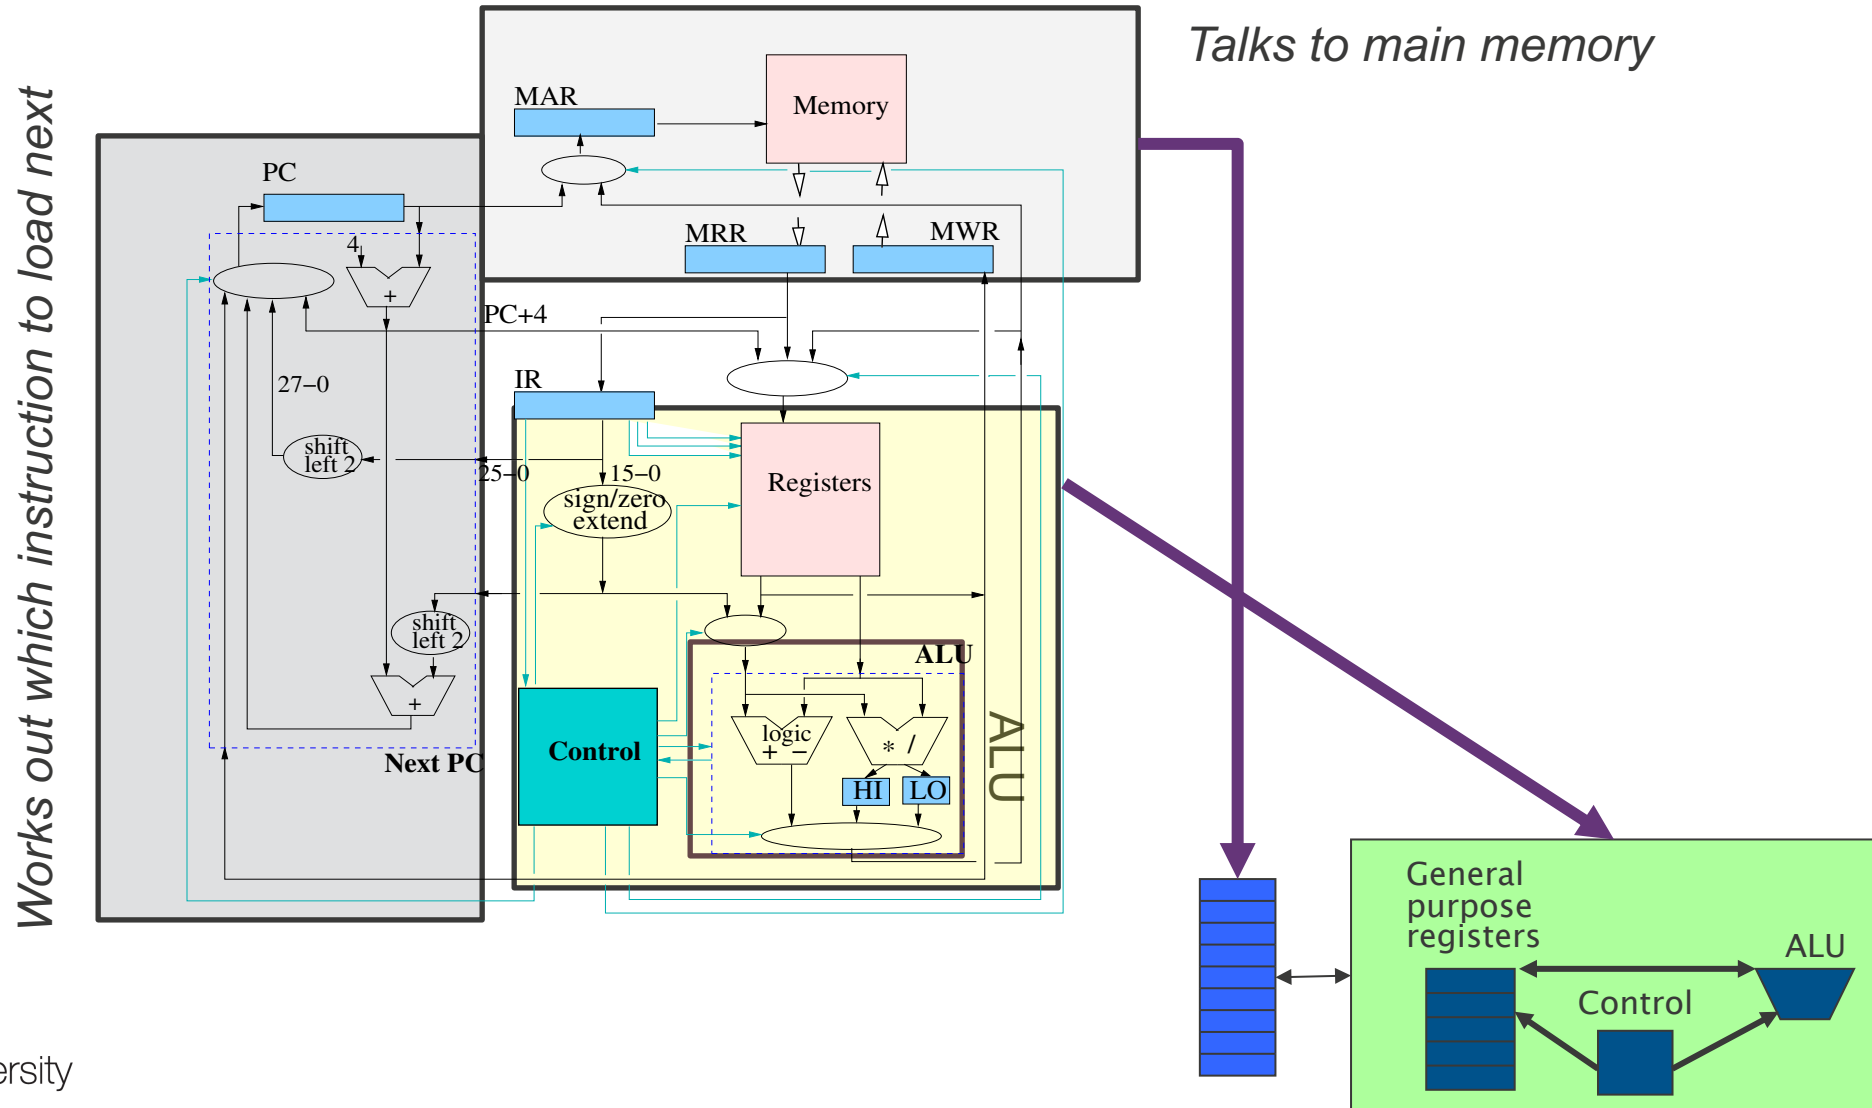 Works out which instruction to load next
Talks to main memory
MAR
Memory
PC
MRR
MWR
4
+
PC+4
27−0
IR
shift
left 2
25−0
15−0
sign/zero
extend
Registers
shift
left 2
+
Next PC
Control
ALU
logic
+ −
* /
HI
LO
ALU
General
purpose
registers
ALU
Control
ersity